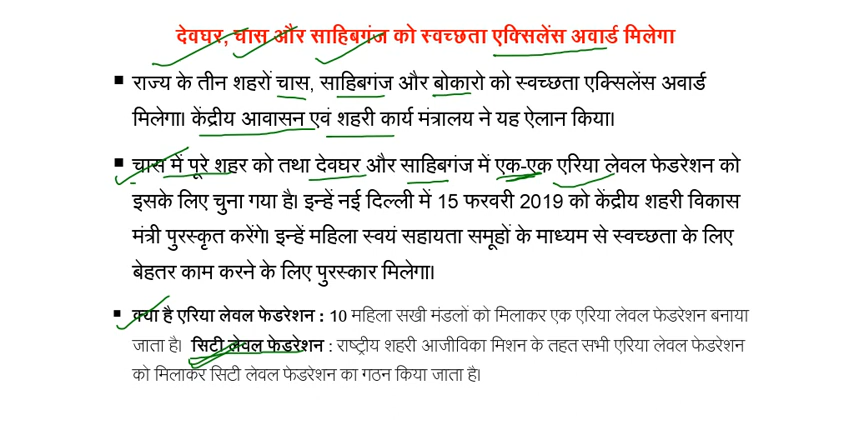 देवघर, चास और साहिबगंज को स्वच्छता एक्सिलेंस अवार्ड मिलेगा
▪ राज्य के तीन शहरों चास, साहिबगंज और बोकारो को स्वच्छता एक्सिलेंस अवार्ड
मिलेगा। केंद्रीय आवासन एवं शहरी कार्य मंत्रालय ने यह ऐलान किया।
▪ चास में पूरे शहर को तथा देवघर और साहिबगंज में एक-एक एरिया लेवल फेडरेशन को
इसके लिए चुना गया है। इन्हें नई दिल्ली में 15 फरवरी 2019 को केंद्रीय शहरी विकास
मंत्री पुरस्कृत करेंगे। इन्हें महिला स्वयं सहायता समूहों के माध्यम से स्वच्छता के लिए
बेहतर काम करने के लिए पुरस्कार मिलेगा।
▪ क्या है एरिया लेवल फेडरेशन : 10 महिला सखी मंडलों को मिलाकर एक एरिया लेवल फेडरेशन बनाया
जाता है। सिटी लेवल फेडरेशन : राष्ट्रीय शहरी आजीविका मिशन के तहत सभी एरिया लेवल फेडरेशन
को मिलाकर सिटी लेवल फेडरेशन का गठन किया जाता है।